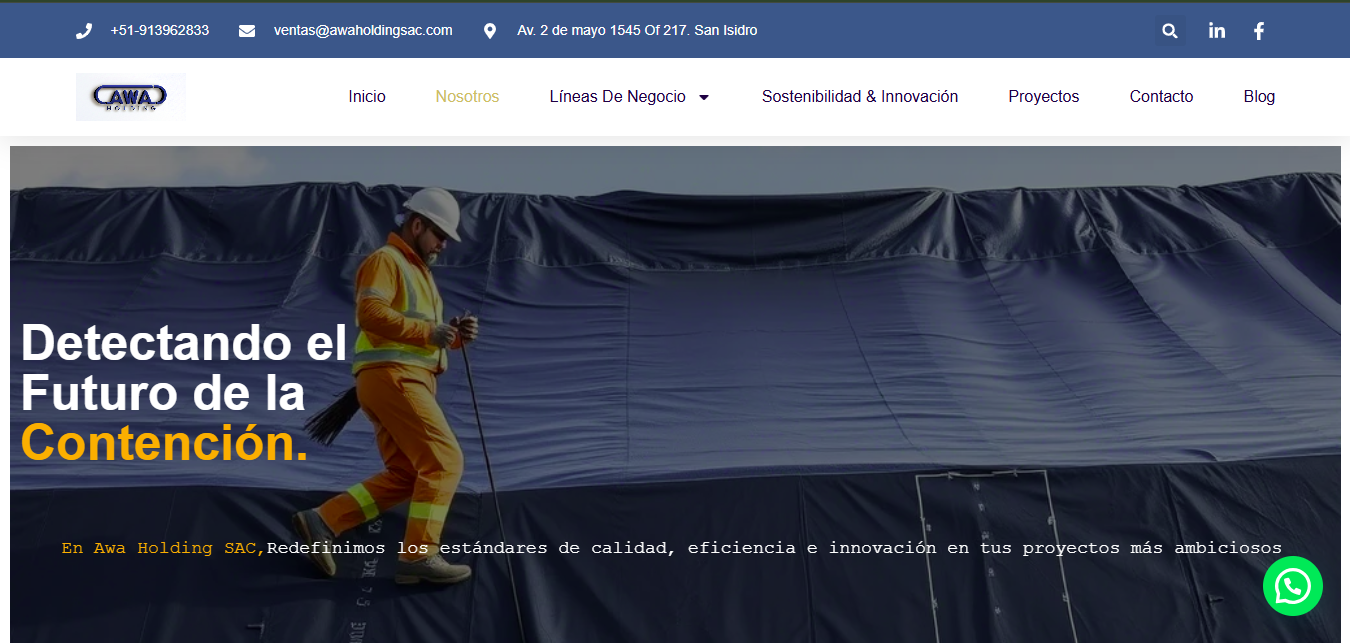 +51-913962833 ventas@awaholdingsac.com Av. 2 de mayo 1545 Of 217. San Isidro
AWA
HOLDING
Inicio Nosotros Líneas De Negocio Sostenibilidad & Innovación Proyectos Contacto Blog
Detectando el
Futuro de la
Contención.
En Awa Holding SAC,Redefinimos los estándares de calidad, eficiencia e innovación en tus proyectos más ambiciosos